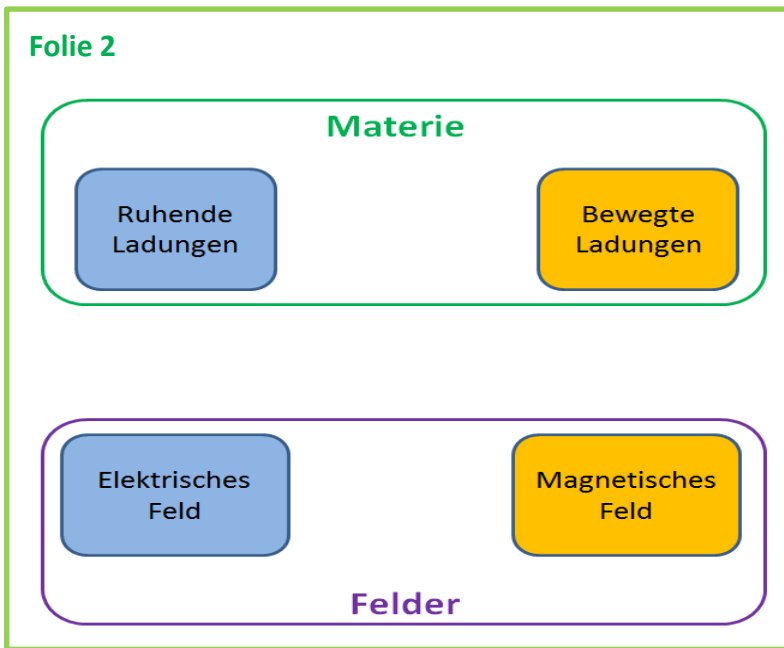 Folie 2
Materie
Ruhende
Ladungen
Bewegte
Ladungen
Elektrisches
Feld
Magnetisches
Feld
Felder